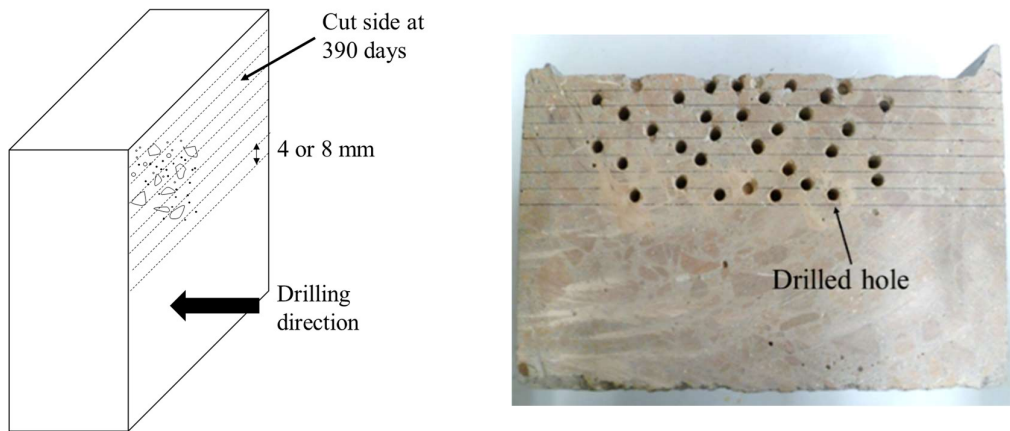 Cut side at
390 days
4 or 8 mm
Drilling
direction
Drilled hole